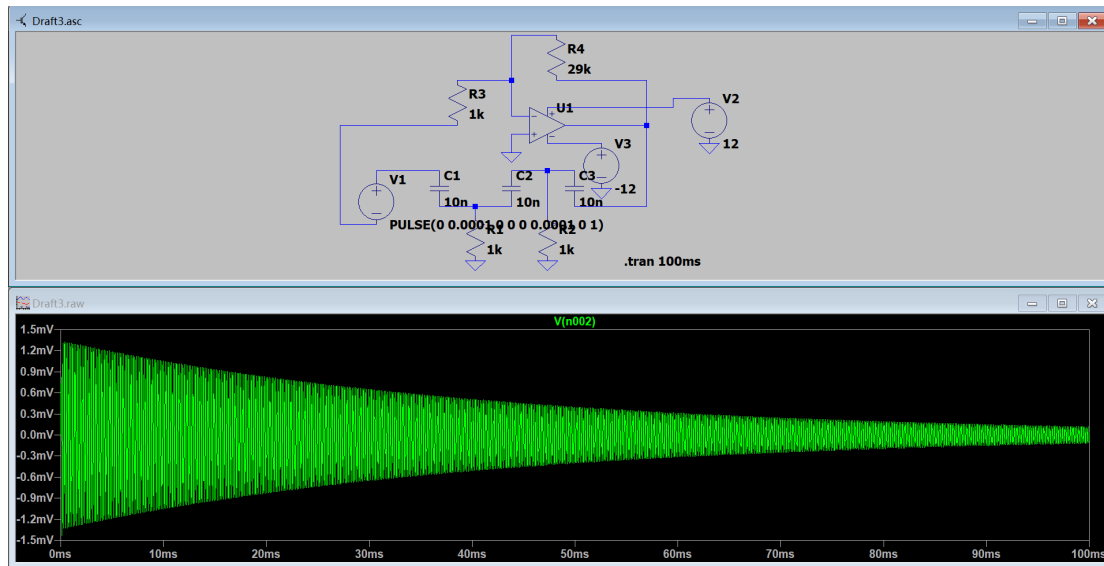 Draft3.asc
R4
29k
R3
1k
U1
V2
12
V3
-12
V1
C1
10n
C2
10n
C3
10n
PULSE(0 0.0001 0 0 0 0.0001 0 1)
R1
1k
R2
1k
.tran 100ms
Draft3.raw
V(n002)
1.5mV
1.2mV
0.9mV
0.6mV
0.3mV
0.0mV
-0.3mV
-0.6mV
-0.9mV
-1.2mV
-1.5mV
0ms 10ms 20ms 30ms 40ms 50ms 60ms 70ms 80ms 90ms 100ms